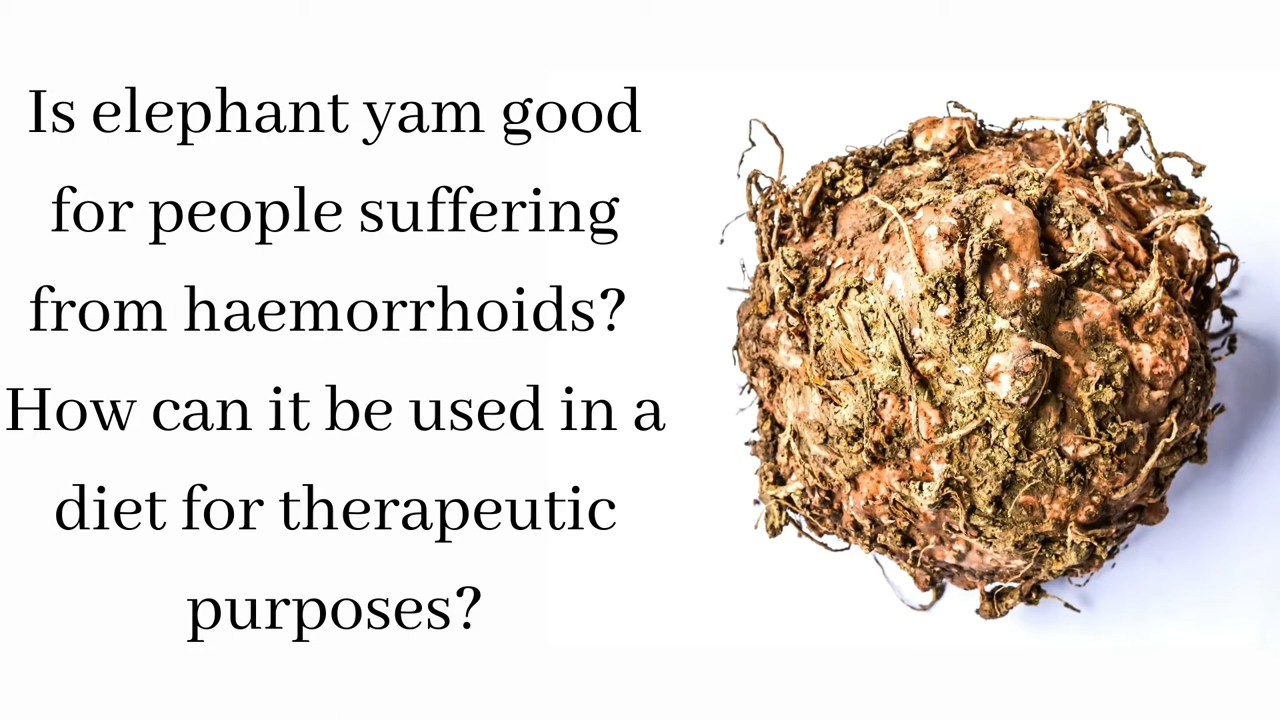 Is elephant yam good
for people suffering
from haemorrhoids?
How can it be used in a
diet for therapeutic
purposes?